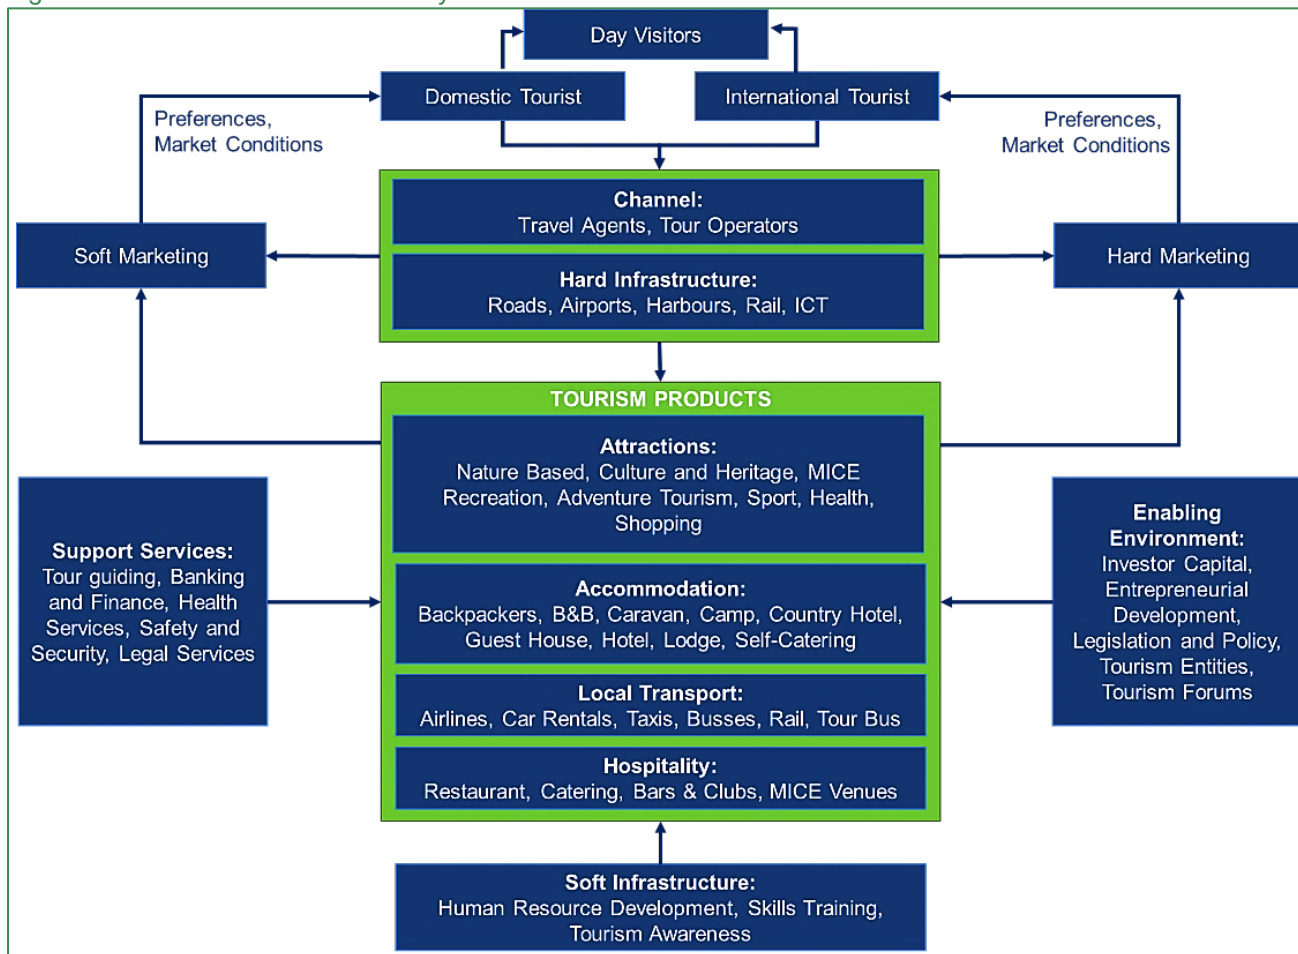 Day Visitors
Domestic Tourist
International Tourist
Preferences,
Market Conditions
Preferences,
Market Conditions
Channel:
Travel Agents, Tour Operators
Soft Marketing
Hard Marketing
Hard Infrastructure:
Roads, Airports, Harbours, Rail, ICT
TOURISM PRODUCTS
Attractions:
Nature Based, Culture and Heritage, MICE
Recreation, Adventure Tourism, Sport, Health,
Shopping
Support Services:
Tour guiding, Banking
and Finance, Health
Services, Safety and
Security, Legal Services
Enabling
Environment:
Investor Capital,
Entrepreneurial
Development,
Legislation and Policy,
Tourism Entities,
Tourism Forums
Accommodation:
Backpackers, B&B, Caravan, Camp, Country Hotel,
Guest House, Hotel, Lodge, Self-Catering
Local Transport:
Airlines, Car Rentals, Taxis, Busses, Rail, Tour Bus
Hospitality:
Restaurant, Catering, Bars & Clubs, MICE Venues
Soft Infrastructure:
Human Resource Development, Skills Training,
Tourism Awareness